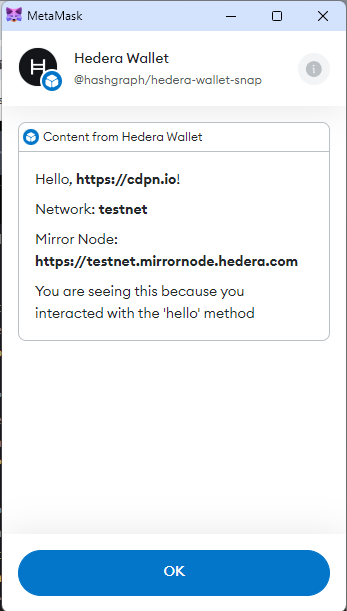 MetaMask
Hedera Wallet
@hashgraph/hedera-wallet-snap
Content from Hedera Wallet
Hello, https://cdpn.io!
Network: testnet
Mirror Node:
https://testnet.mirrornode.hedera.com
You are seeing this because you
interacted with the 'hello' method
OK